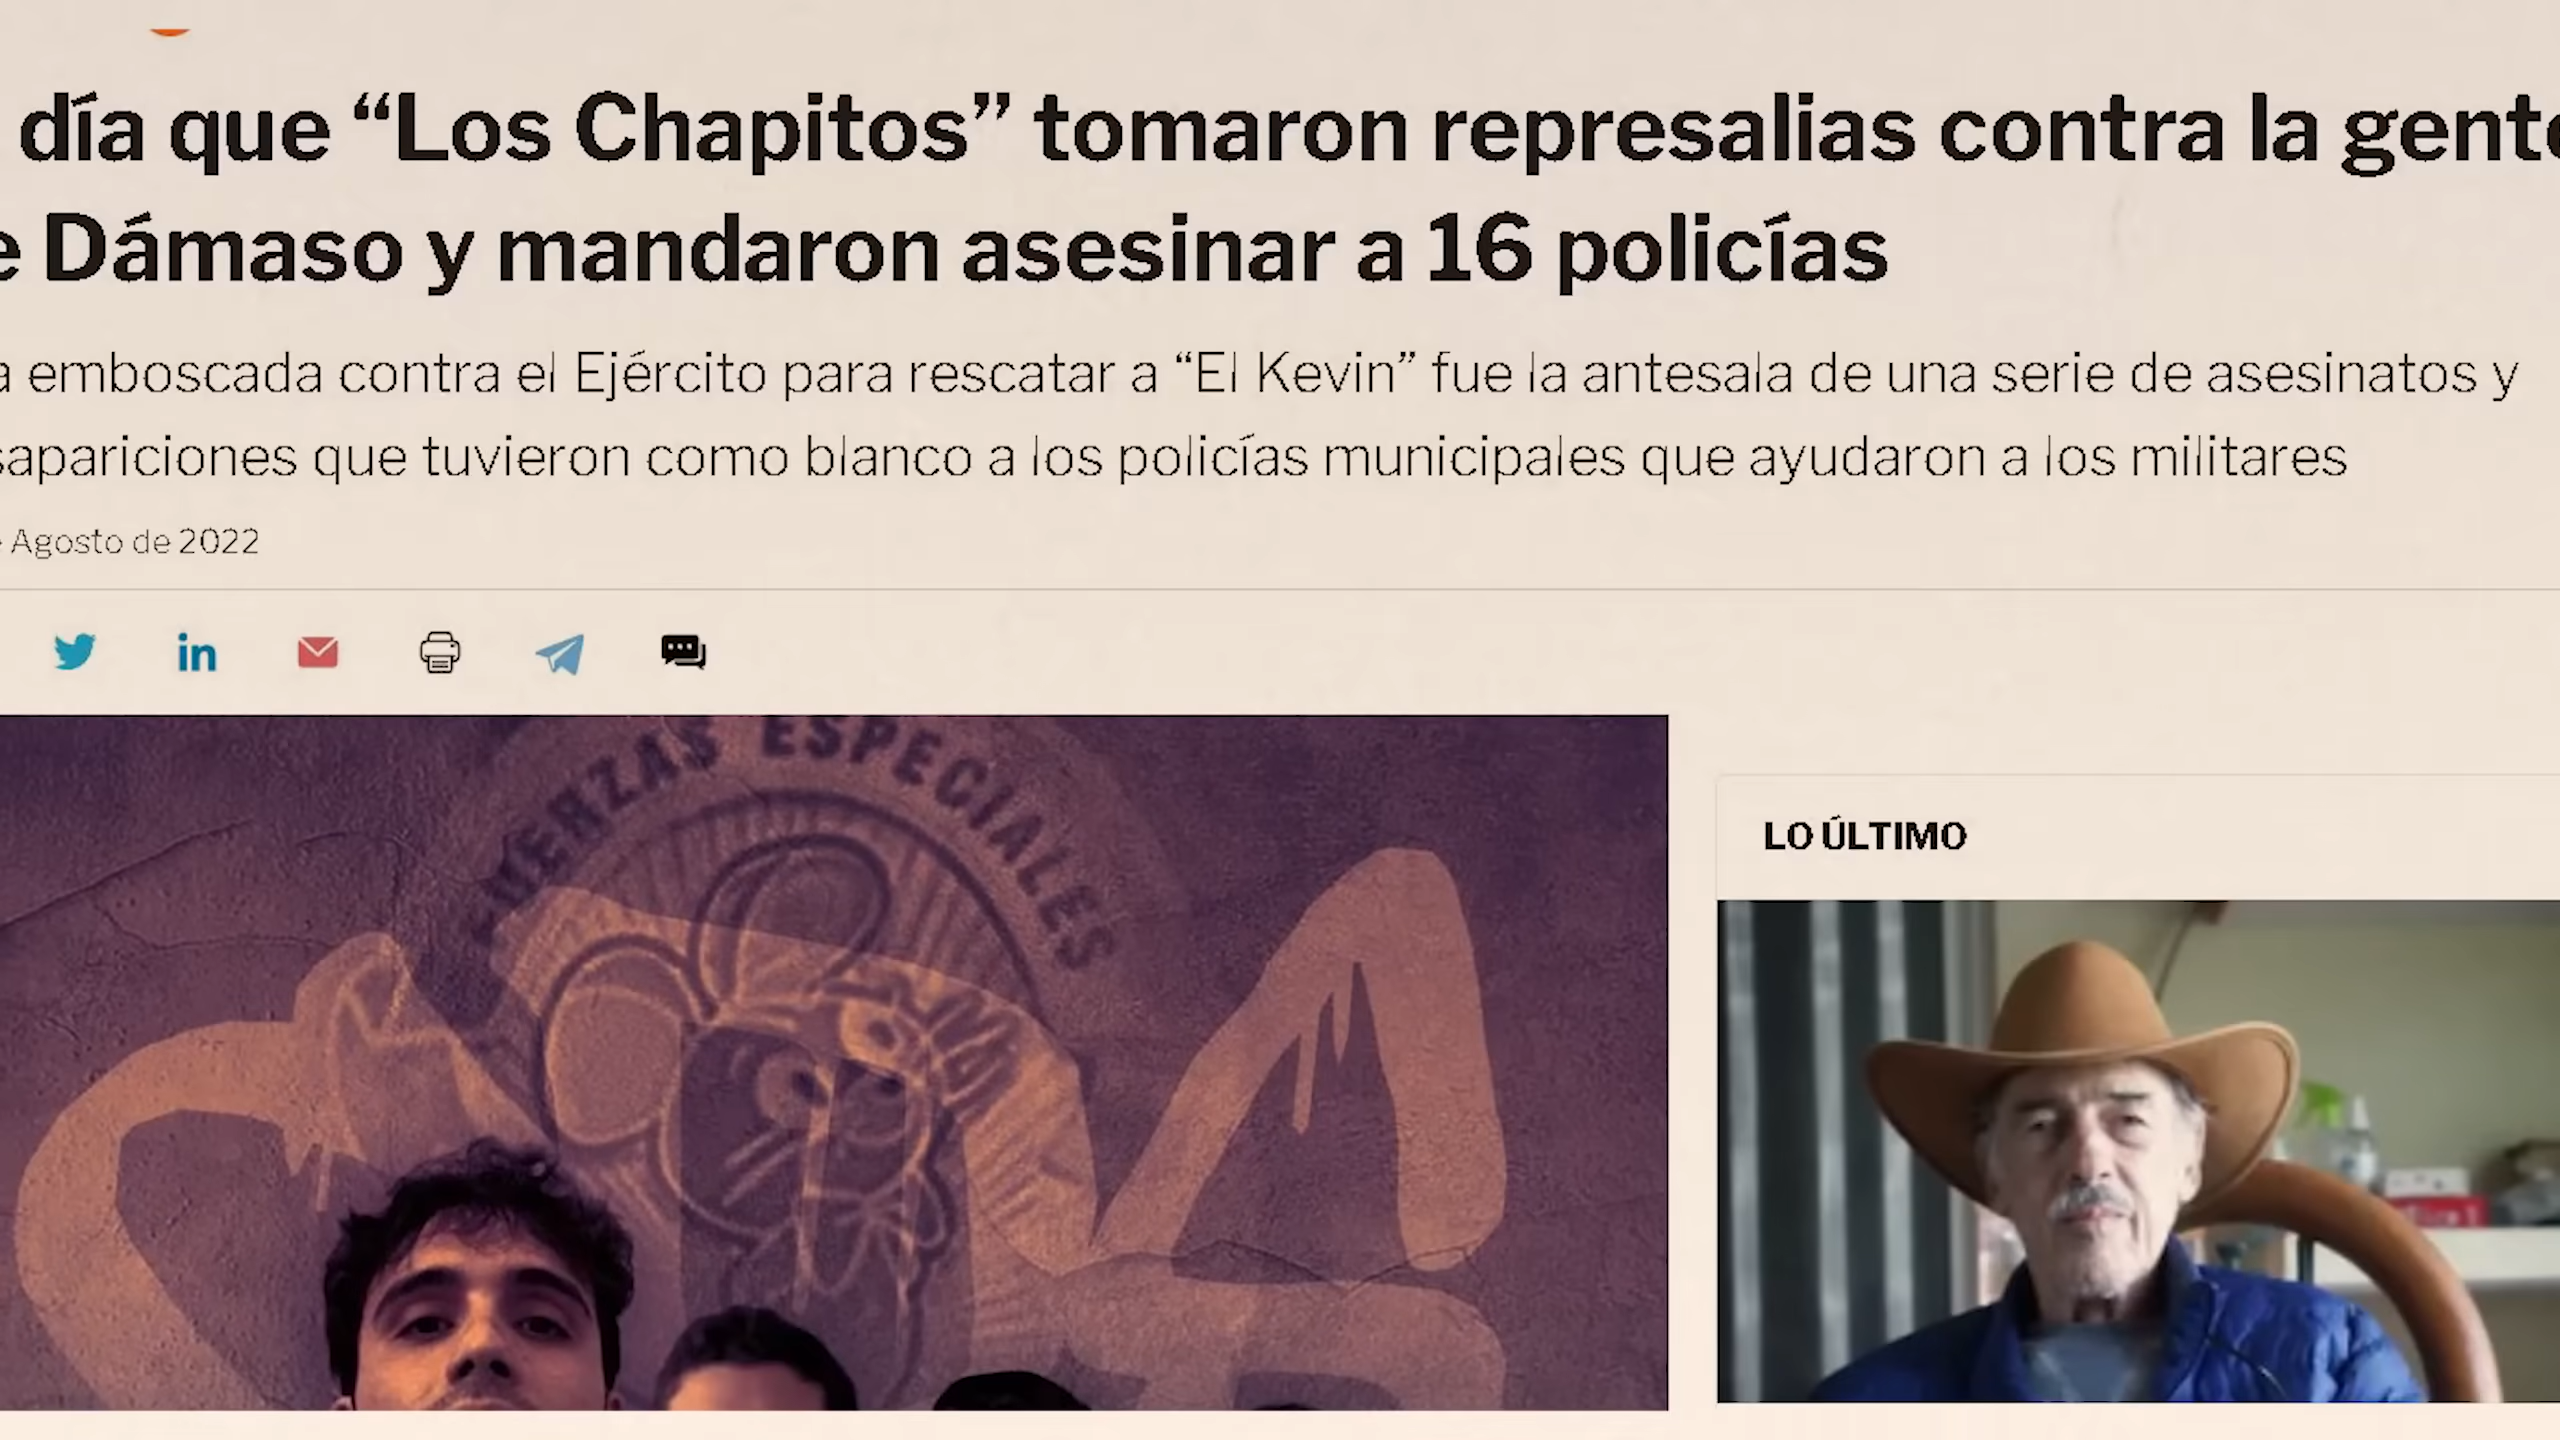 día que “Los Chapitos” tomaron represalias contra la gente
e Dámaso y mandaron asesinar a 16 policías
a emboscada contra el Ejército para rescatar a “El Kevin” fue la antesala de una serie de asesinatos y
sapariciones que tuvieron como blanco a los policías municipales que ayudaron a los militares
Agosto de 2022
in
FUERZAS ESPECIALES
LO ÚLTIMO